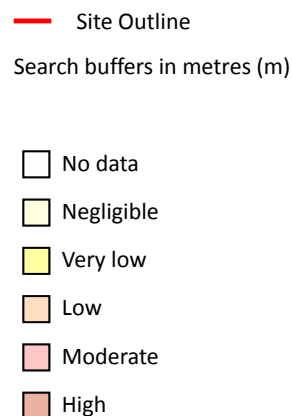 Site Outline
Search buffers in metres (m)
No data
Negligible
Very low
Low
Moderate
High